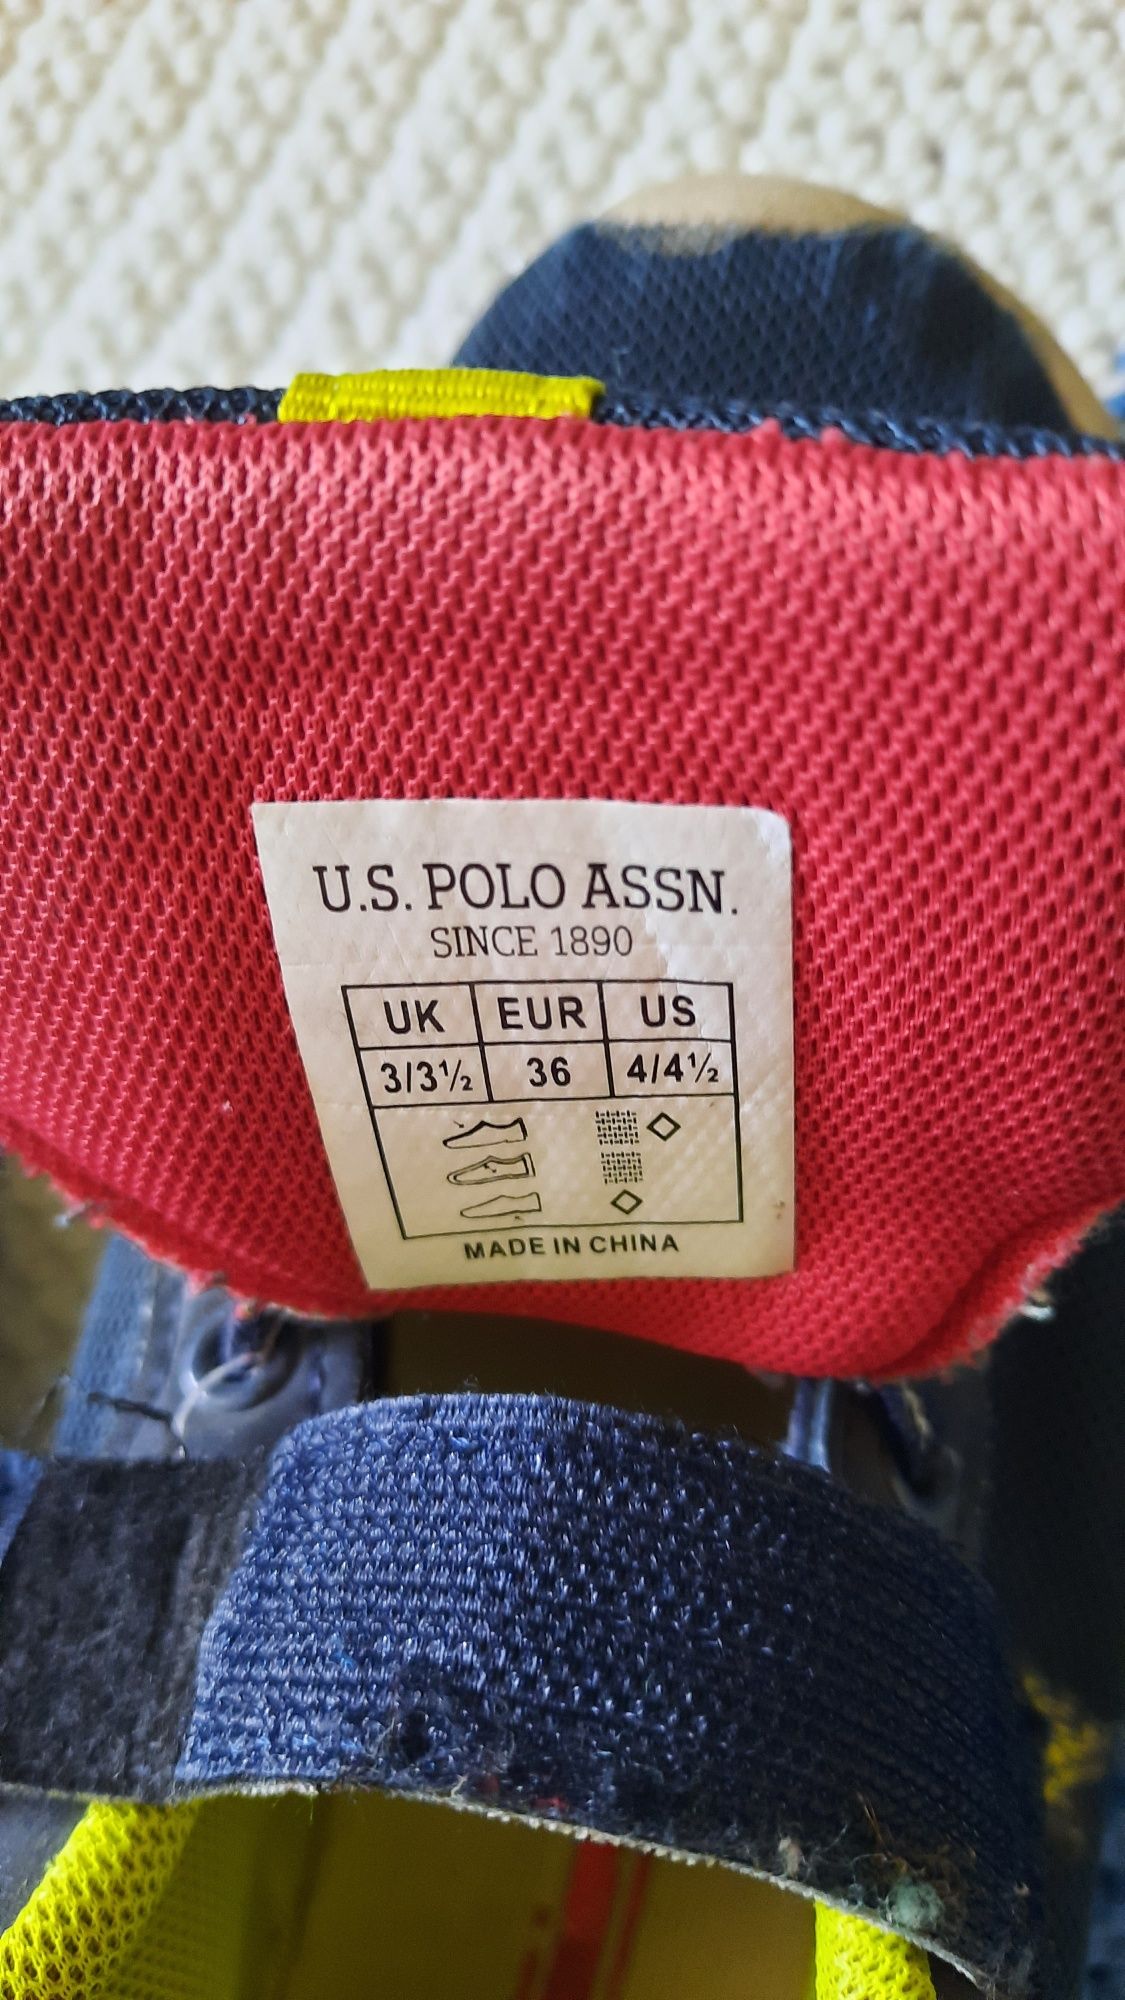 U.S. POLO ASSN.
SINCE 1890
UK EUR US
3/3½ 36 4/4½
MADE IN CHINA